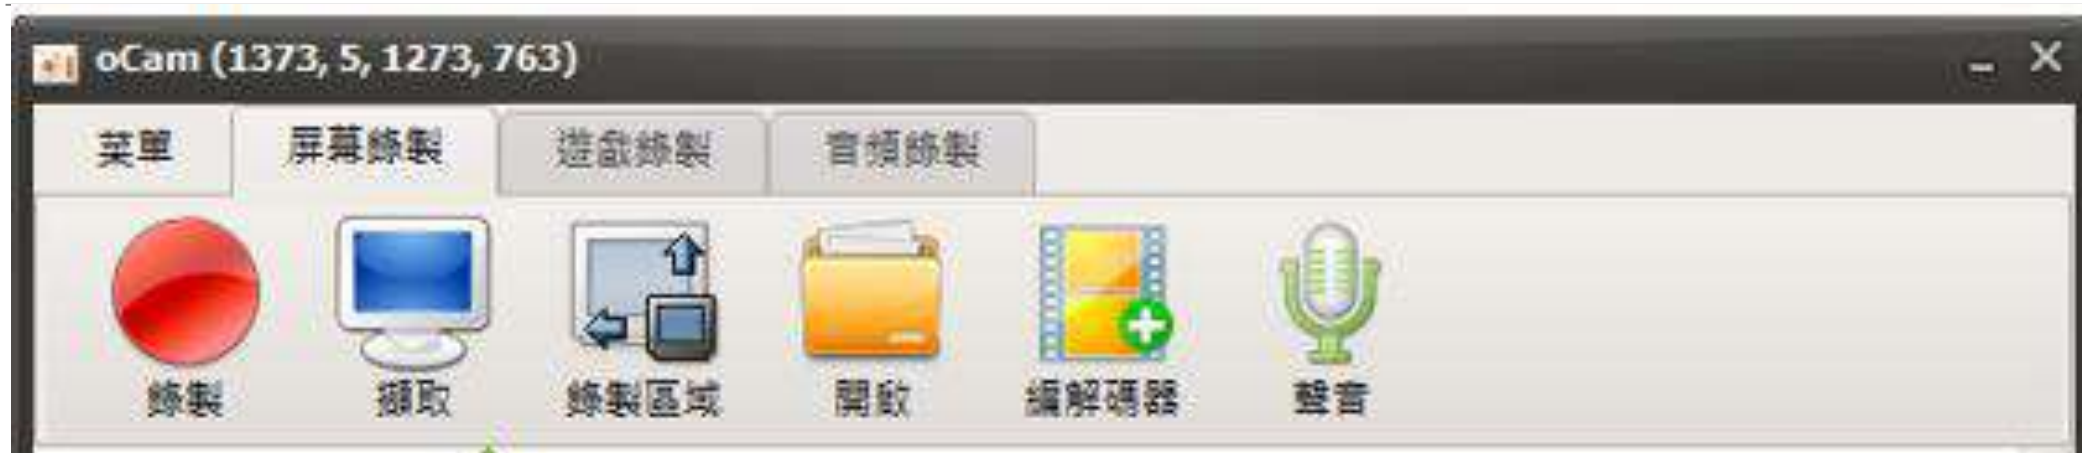 oCam (1373, 5, 1273, 763)
菜單 屏幕錄製 遊戲錄製 音頻錄製
錄製 擷取 錄製区域 開啟 編解碼器 聲音